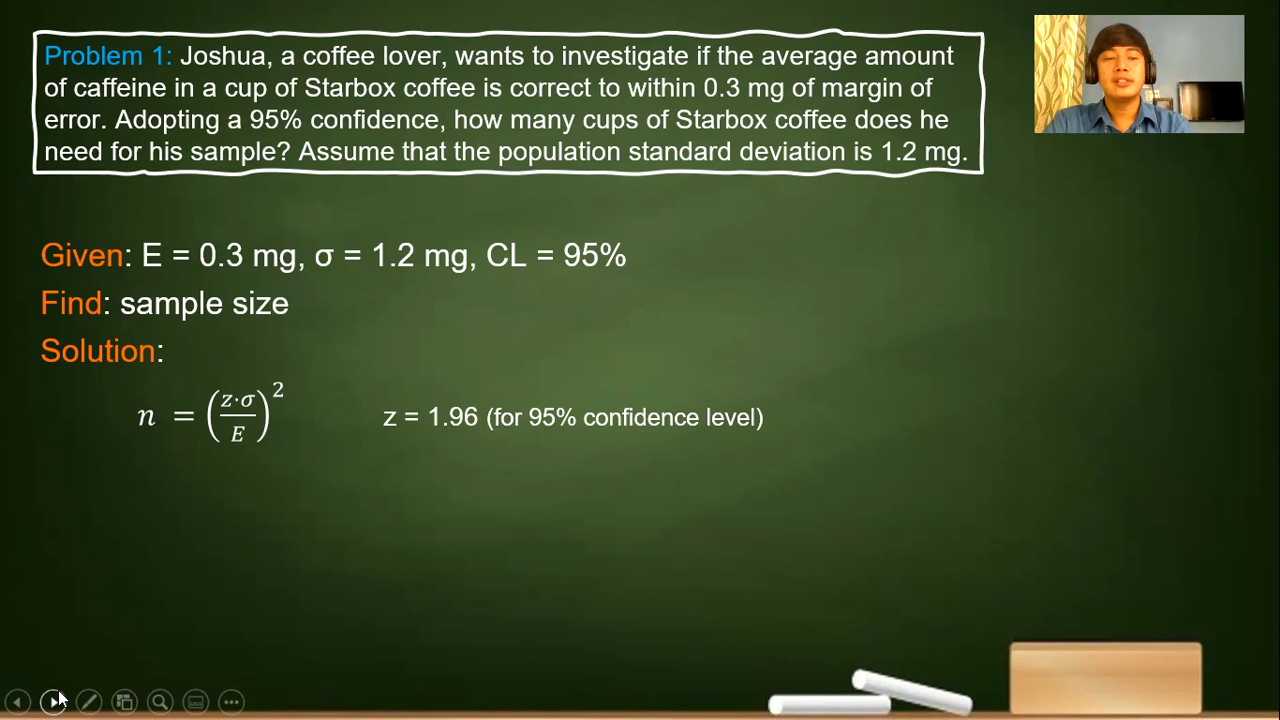 Problem 1: Joshua, a coffee lover, wants to investigate if the average amount
of caffeine in a cup of Starbox coffee is correct to within 0.3 mg of margin of
error. Adopting a 95% confidence, how many cups of Starbox coffee does he
need for his sample? Assume that the population standard deviation is 1.2 mg.
Given: E = 0.3 mg, σ = 1.2 mg, CL = 95%
Find: sample size
Solution:
n = (z·σ/E)² z = 1.96 (for 95% confidence level)